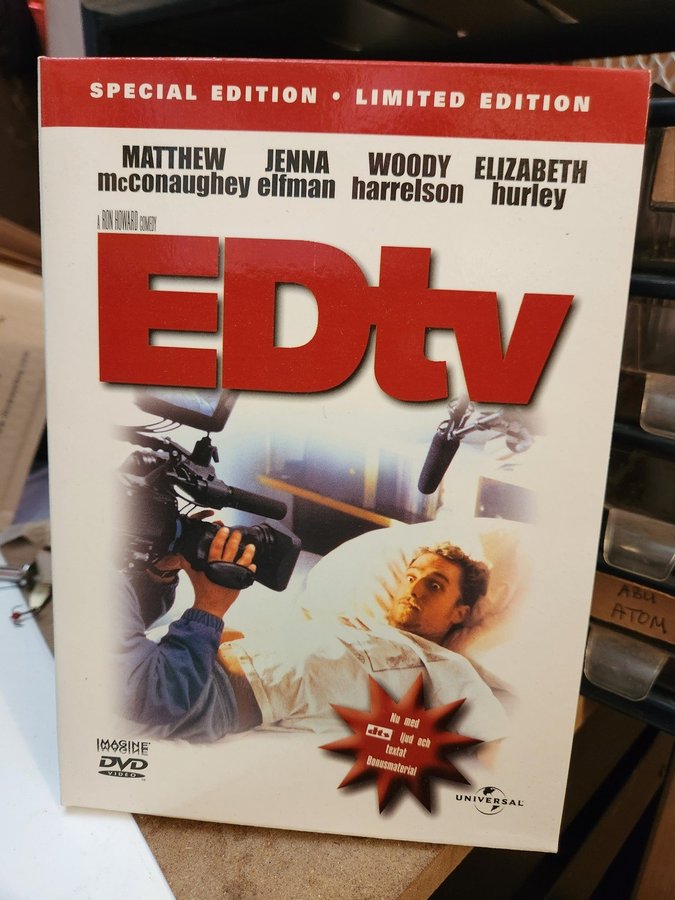 SPECIAL EDITION • LIMITED EDITION
MATTHEW JENNA WOODY ELIZABETH
mcconaughey elfman harrelson hurley
A RON HOWARD COMEDY
EDtv
Nu med
dts ljud och
textat
Bonusmaterial
IMAGINE
DVD
VIDEO
UNIVERSAL
ABU
ATOM